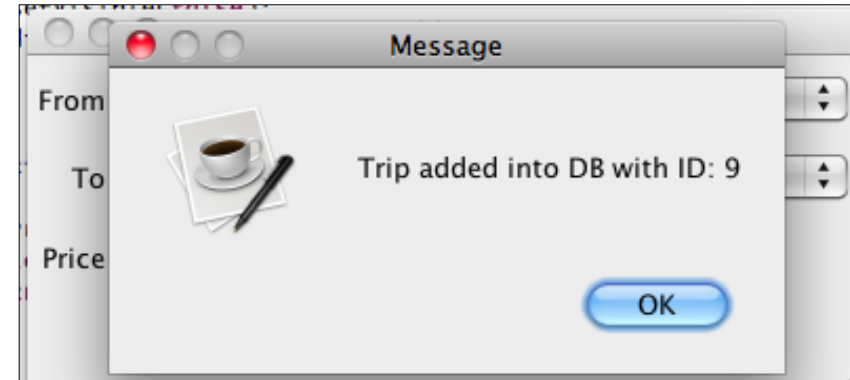 Message
From
Trip added into DB with ID: 9
To
Price
OK